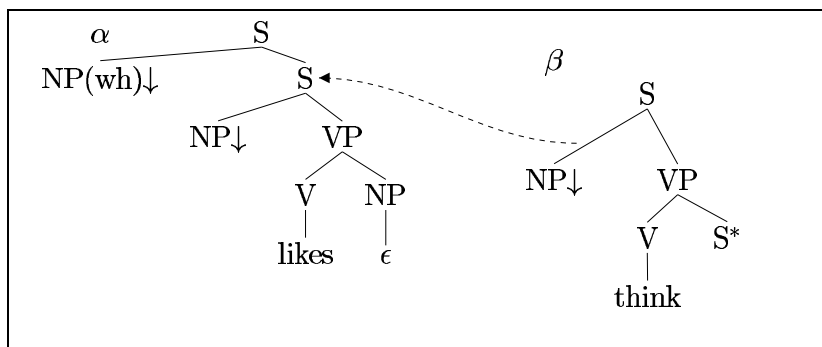 α S
NP(wh)↓ S
β
S
NP↓ VP
NP↓ VP
V NP
V S*
likes ϵ
think